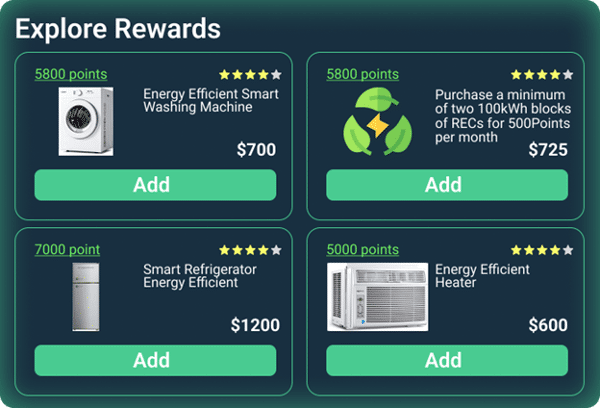 Explore Rewards
5800 points
Energy Efficient Smart
Washing Machine
$700
Add
5800 points
Purchase a minimum
of two 100kWh blocks
of RECs for 500Points
per month
$725
Add
7000 point
Smart Refrigerator
Energy Efficient
$1200
Add
5000 points
Energy Efficient
Heater
$600
Add